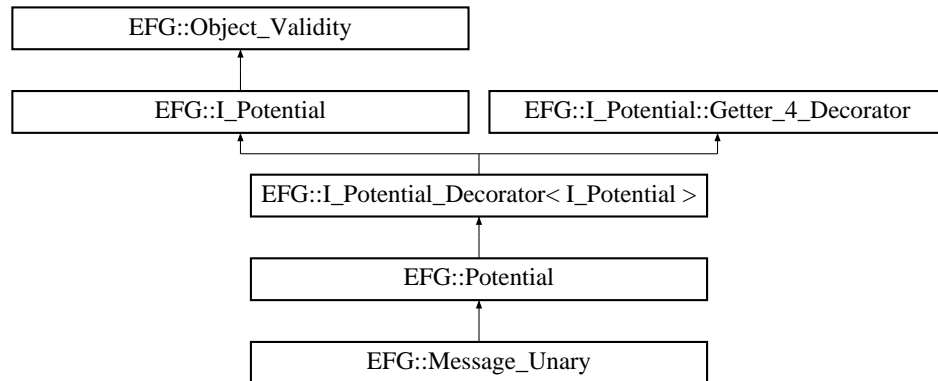 EFG::Object_Validity
EFG::I_Potential
EFG::I_Potential::Getter_4_Decorator
EFG::I_Potential_Decorator< I_Potential >
EFG::Potential
EFG::Message_Unary